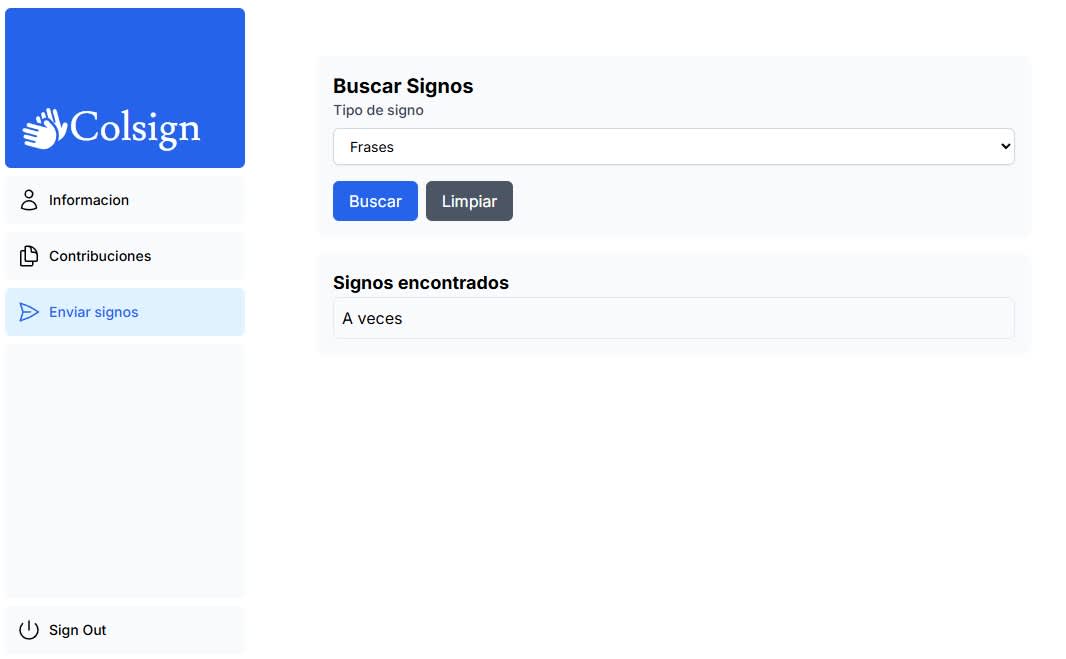 Colsign
Informacion
Contribuciones
Enviar signos
Sign Out
Buscar Signos
Tipo de signo
Frases
Buscar Limpiar
Signos encontrados
A veces